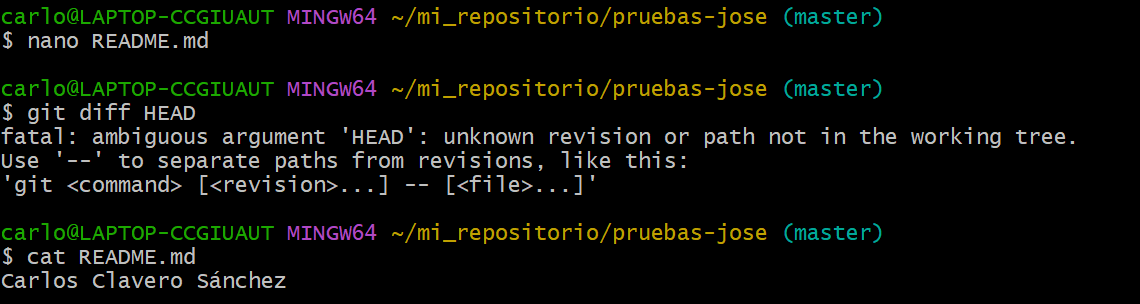 carlo@LAPTOP-CCGIUAUT MINGW64 ~/mi_repositorio/pruebas-jose (master)
$ nano README.md
carlo@LAPTOP-CCGIUAUT MINGW64 ~/mi_repositorio/pruebas-jose (master)
$ git diff HEAD
fatal: ambiguous argument 'HEAD': unknown revision or path not in the working tree.
Use '--' to separate paths from revisions, like this:
'git <command> [<revision>...] -- [<file>...]'
carlo@LAPTOP-CCGIUAUT MINGW64 ~/mi_repositorio/pruebas-jose (master)
$ cat README.md
Carlos Clavero Sánchez